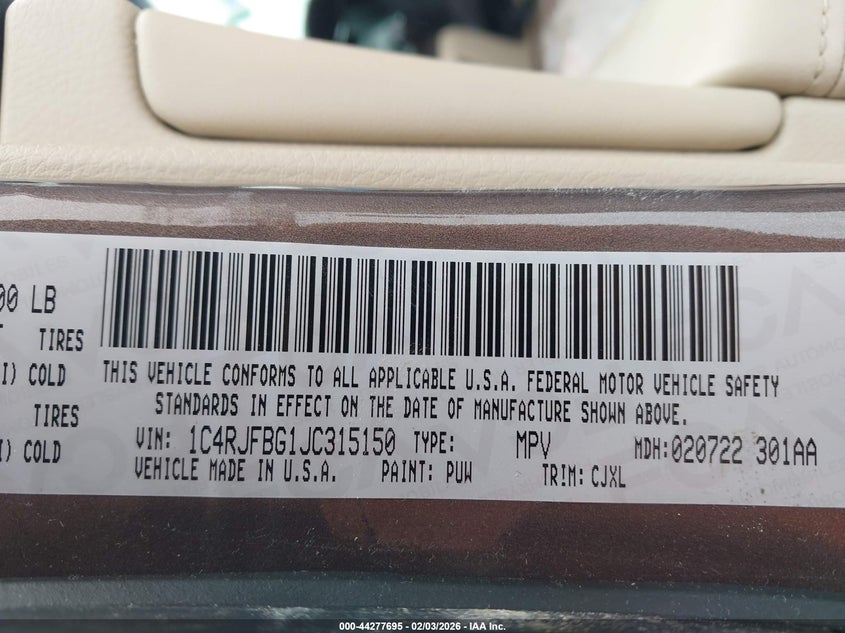 00 LB
TIRES
I) COLD
TIRES
I) COLD
THIS VEHICLE CONFORMS TO ALL APPLICABLE U.S.A. FEDERAL MOTOR VEHICLE SAFETY
STANDARDS IN EFFECT ON THE DATE OF MANUFACTURE SHOWN ABOVE.
VIN: 1C4RJFBG1JC315150 TYPE: MPV MDH:020722 301AA
VEHICLE MADE IN U.S.A. PAINT: PUW TRIM: CJXL
000-44277695 - 02/03/2026 - IAA Inc.